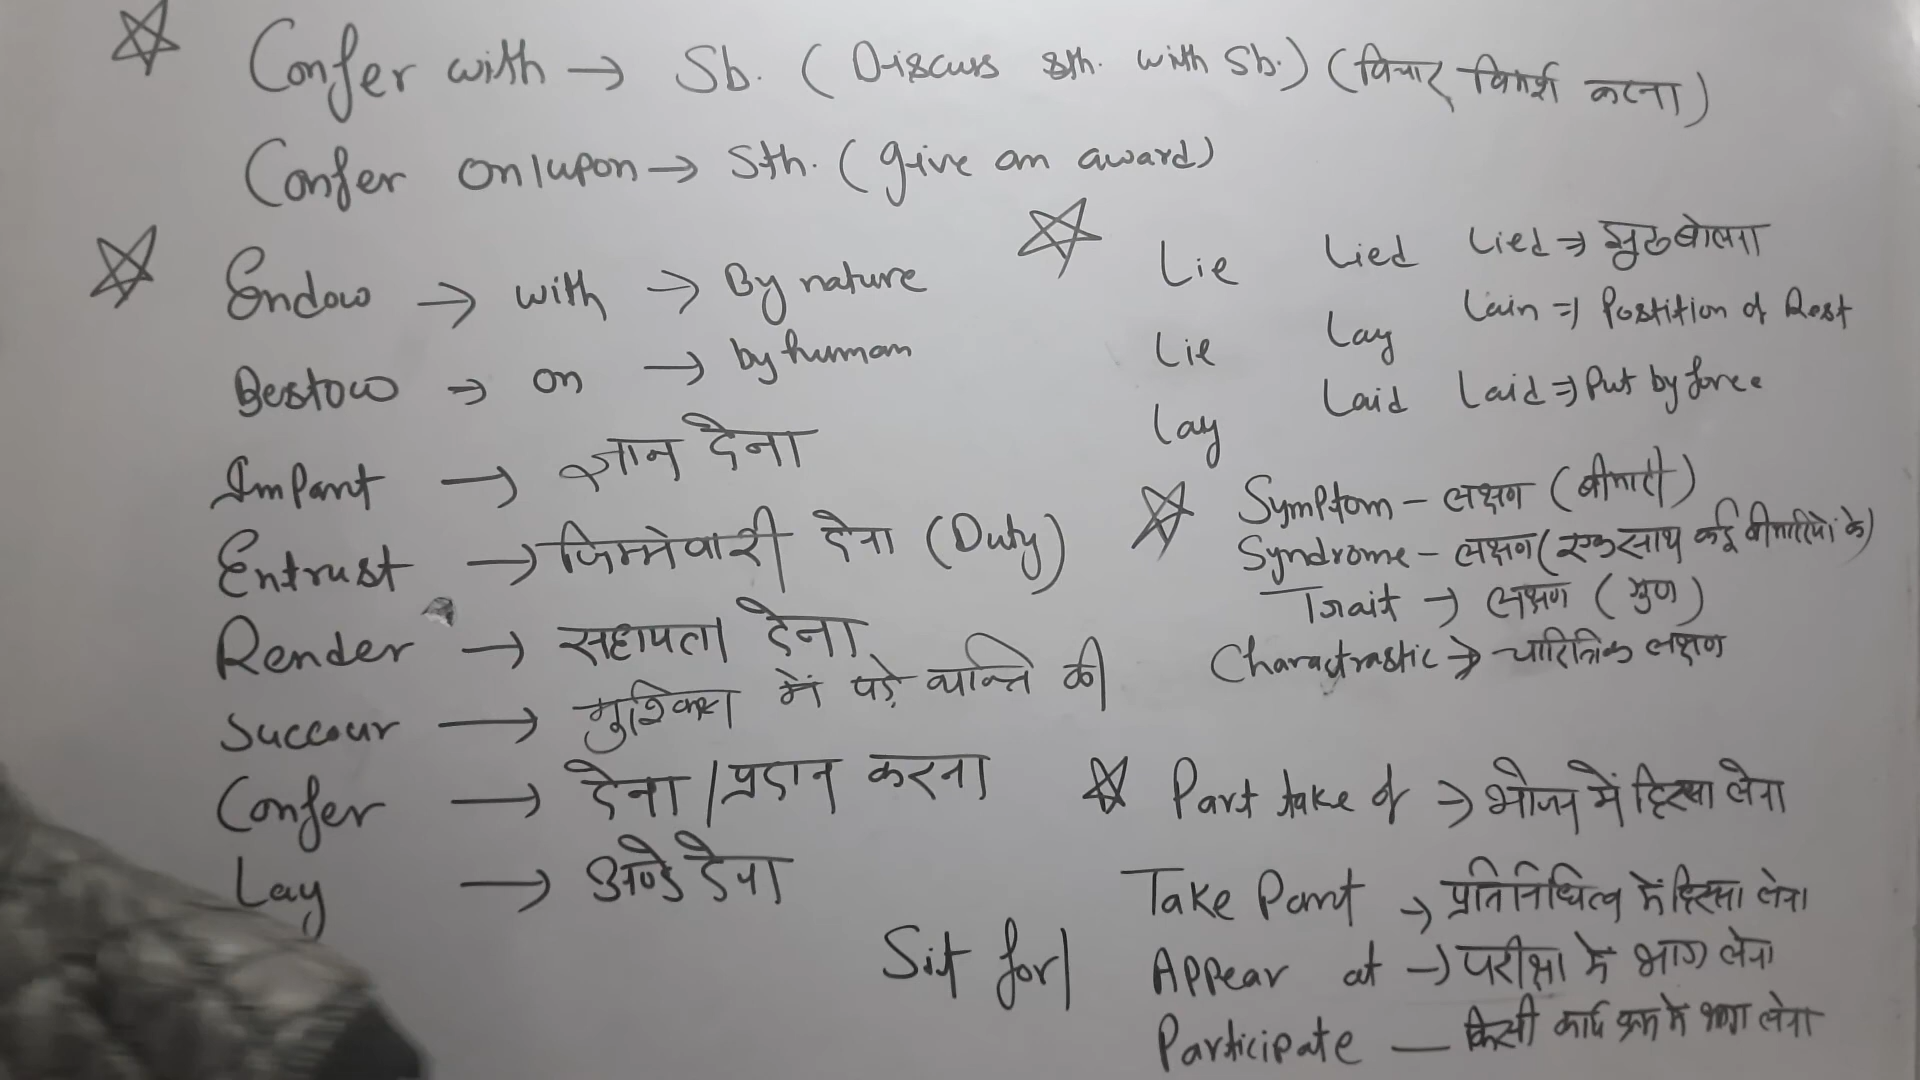 Confer with → Sb. ( Discuss sth. with Sb.) (विचार विमर्श करना)
Confer on/upon → Sth. ( give an award)
Endow → with → By nature
Bestow → on → by human
Impart → ज्ञान देना
Entrust → जिम्मेवारी देना (Duty)
Render → सहायता देना
Succour → मुश्किल में पड़े व्यक्ति की
Confer → देना / प्रदान करना
Lay → अण्डे देना
Lie Lied Lied ⇒ झुठ बोलना
Lie Lay Lain ⇒ Postition of Rest
Lay Laid Laid ⇒ Put by force
Symptom – लक्षण (बीमारी)
Syndrome – लक्षण (एक साथ कई बीमारियों के)
Trait → लक्षण ( गुण )
Charactrastic → चारित्रिक लक्षण
Part take of → भोजन में हिस्सा लेना
Take Part → प्रतिनिधित्व में हिस्सा लेना
Sit for / Appear at → परीक्षा में भाग लेना
Participate — किसी कार्य क्रम में भाग लेना